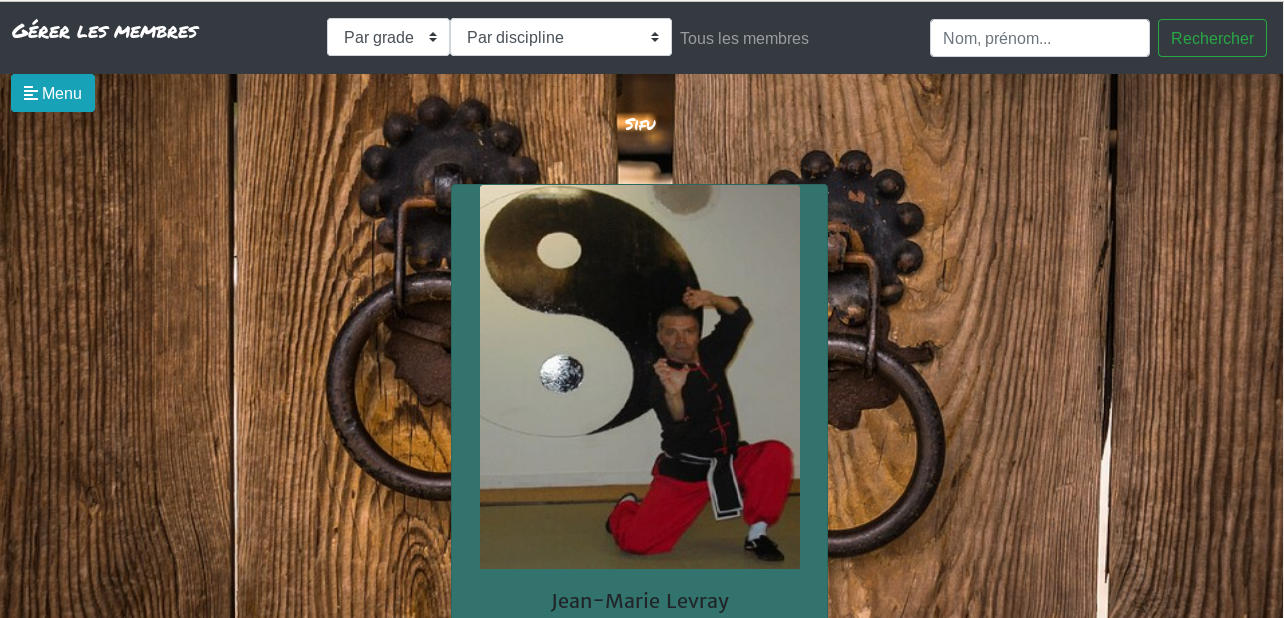 Gérer les membres
Par grade
Par discipline
Tous les membres
Nom, prénom...
Rechercher
Menu
Sifu
Jean-Marie Levray